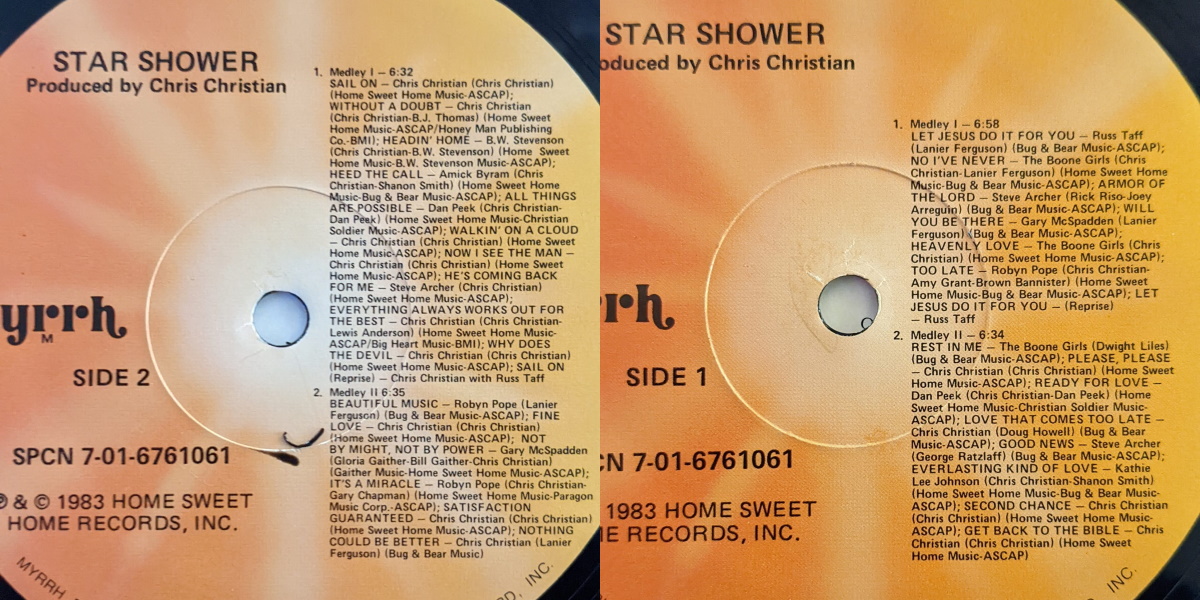 STAR SHOWER
Produced by Chris Christian
1. Medley I – 6:32
SAIL ON – Chris Christian (Chris Christian)
(Home Sweet Home Music-ASCAP);
WITHOUT A DOUBT – Chris Christian
(Chris Christian-B.J. Thomas) (Home Sweet
Home Music-ASCAP/Honey Man Publishing
Co.-BMI); HEADIN' HOME – B.W. Stevenson
(Chris Christian-B.W. Stevenson) (Home Sweet
Home Music-B.W. Stevenson Music-ASCAP);
HEED THE CALL – Amick Byram (Chris
Christian-Shanon Smith) (Home Sweet Home
Music-Bug & Bear Music-ASCAP); ALL THINGS
ARE POSSIBLE – Dan Peek (Chris Christian-
Dan Peek) (Home Sweet Home Music-Christian
Soldier Music-ASCAP); WALKIN' ON A CLOUD
– Chris Christian (Chris Christian) (Home Sweet
Home Music-ASCAP); NOW I SEE THE MAN –
Chris Christian (Chris Christian) (Home Sweet
Home Music-ASCAP); HE'S COMING BACK
FOR ME – Steve Archer (Chris Christian)
(Home Sweet Home Music-ASCAP);
EVERYTHING ALWAYS WORKS OUT FOR
THE BEST – Chris Christian (Chris Christian-
Lewis Anderson) (Home Sweet Home Music-
ASCAP/Big Heart Music-BMI); WHY DOES
THE DEVIL – Chris Christian (Chris Christian)
(Home Sweet Home Music-ASCAP); SAIL ON
(Reprise) – Chris Christian with Russ Taff
2. Medley II 6:35
BEAUTIFUL MUSIC – Robyn Pope (Lanier
Ferguson) (Bug & Bear Music-ASCAP); FINE
LOVE – Chris Christian (Chris Christian)
(Home Sweet Home Music-ASCAP); NOT
BY MIGHT, NOT BY POWER – Gary McSpadden
(Gloria Gaither-Bill Gaither-Chris Christian)
(Gaither Music-Home Sweet Home Music-ASCAP);
IT'S A MIRACLE – Robyn Pope (Chris Christian-
Gary Chapman) (Home Sweet Home Music-Paragon
Music Corp.-ASCAP); SATISFACTION
GUARANTEED – Chris Christian (Chris Christian)
(Home Sweet Home Music-ASCAP); NOTHING
COULD BE BETTER – Chris Christian (Lanier
Ferguson) (Bug & Bear Music)
yrrh
M
SIDE 2
SPCN 7-01-6761061
℗ & © 1983 HOME SWEET
HOME RECORDS, INC.
MYRRH
D, INC.
STAR SHOWER
oduced by Chris Christian
1. Medley I – 6:58
LET JESUS DO IT FOR YOU – Russ Taff
(Lanier Ferguson) (Bug & Bear Music-ASCAP);
NO I'VE NEVER – The Boone Girls (Chris
Christian-Lanier Ferguson) (Home Sweet Home
Music-Bug & Bear Music-ASCAP); ARMOR OF
THE LORD – Steve Archer (Rick Riso-Joey
Arreguin) (Bug & Bear Music-ASCAP); WILL
YOU BE THERE – Gary McSpadden (Lanier
Ferguson) (Bug & Bear Music-ASCAP);
HEAVENLY LOVE – The Boone Girls (Chris
Christian) (Home Sweet Home Music-ASCAP);
TOO LATE – Robyn Pope (Chris Christian-
Amy Grant-Brown Bannister) (Home Sweet
Home Music-Bug & Bear Music-ASCAP); LET
JESUS DO IT FOR YOU – (Reprise)
– Russ Taff
2. Medley II – 6:34
REST IN ME – The Boone Girls (Dwight Liles)
(Bug & Bear Music-ASCAP); PLEASE, PLEASE
– Chris Christian (Chris Christian) (Home Sweet
Home Music-ASCAP); READY FOR LOVE –
Dan Peek (Chris Christian-Dan Peek) (Home
Sweet Home Music-Christian Soldier Music-
ASCAP); LOVE THAT COMES TOO LATE –
Chris Christian (Doug Howell) (Bug & Bear
Music-ASCAP); GOOD NEWS – Steve Archer
(George Ratzlaff) (Bug & Bear Music-ASCAP);
EVERLASTING KIND OF LOVE – Kathie
Lee Johnson (Chris Christian-Shanon Smith)
(Home Sweet Home Music-Bug & Bear Music-
ASCAP); SECOND CHANCE – Chris Christian
(Chris Christian) (Home Sweet Home Music-
ASCAP); GET BACK TO THE BIBLE – Chris
Christian (Chris Christian) (Home Sweet
Home Music-ASCAP)
rrh
SIDE 1
CN 7-01-6761061
1983 HOME SWEET
E RECORDS, INC.
INC.